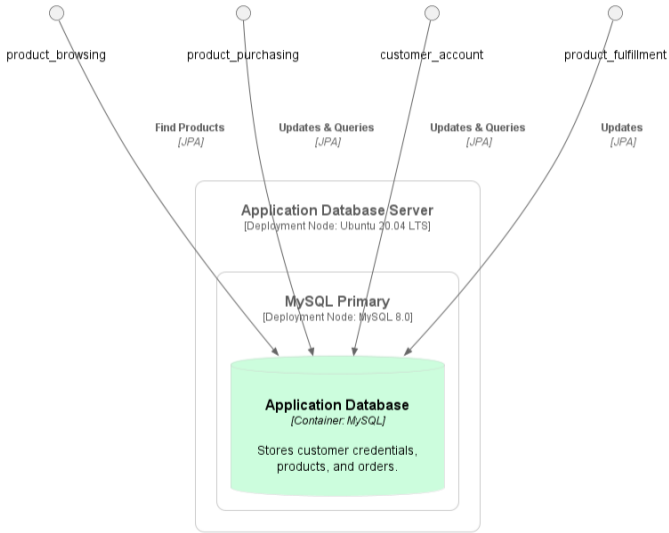 product_browsing
product_purchasing
customer_account
product_fulfillment
Find Products
[JPA]
Updates & Queries
[JPA]
Updates & Queries
[JPA]
Updates
[JPA]
Application Database Server
[Deployment Node: Ubuntu 20.04 LTS]
MySQL Primary
[Deployment Node: MySQL 8.0]
Application Database
[Container: MySQL]
Stores customer credentials,
products, and orders.